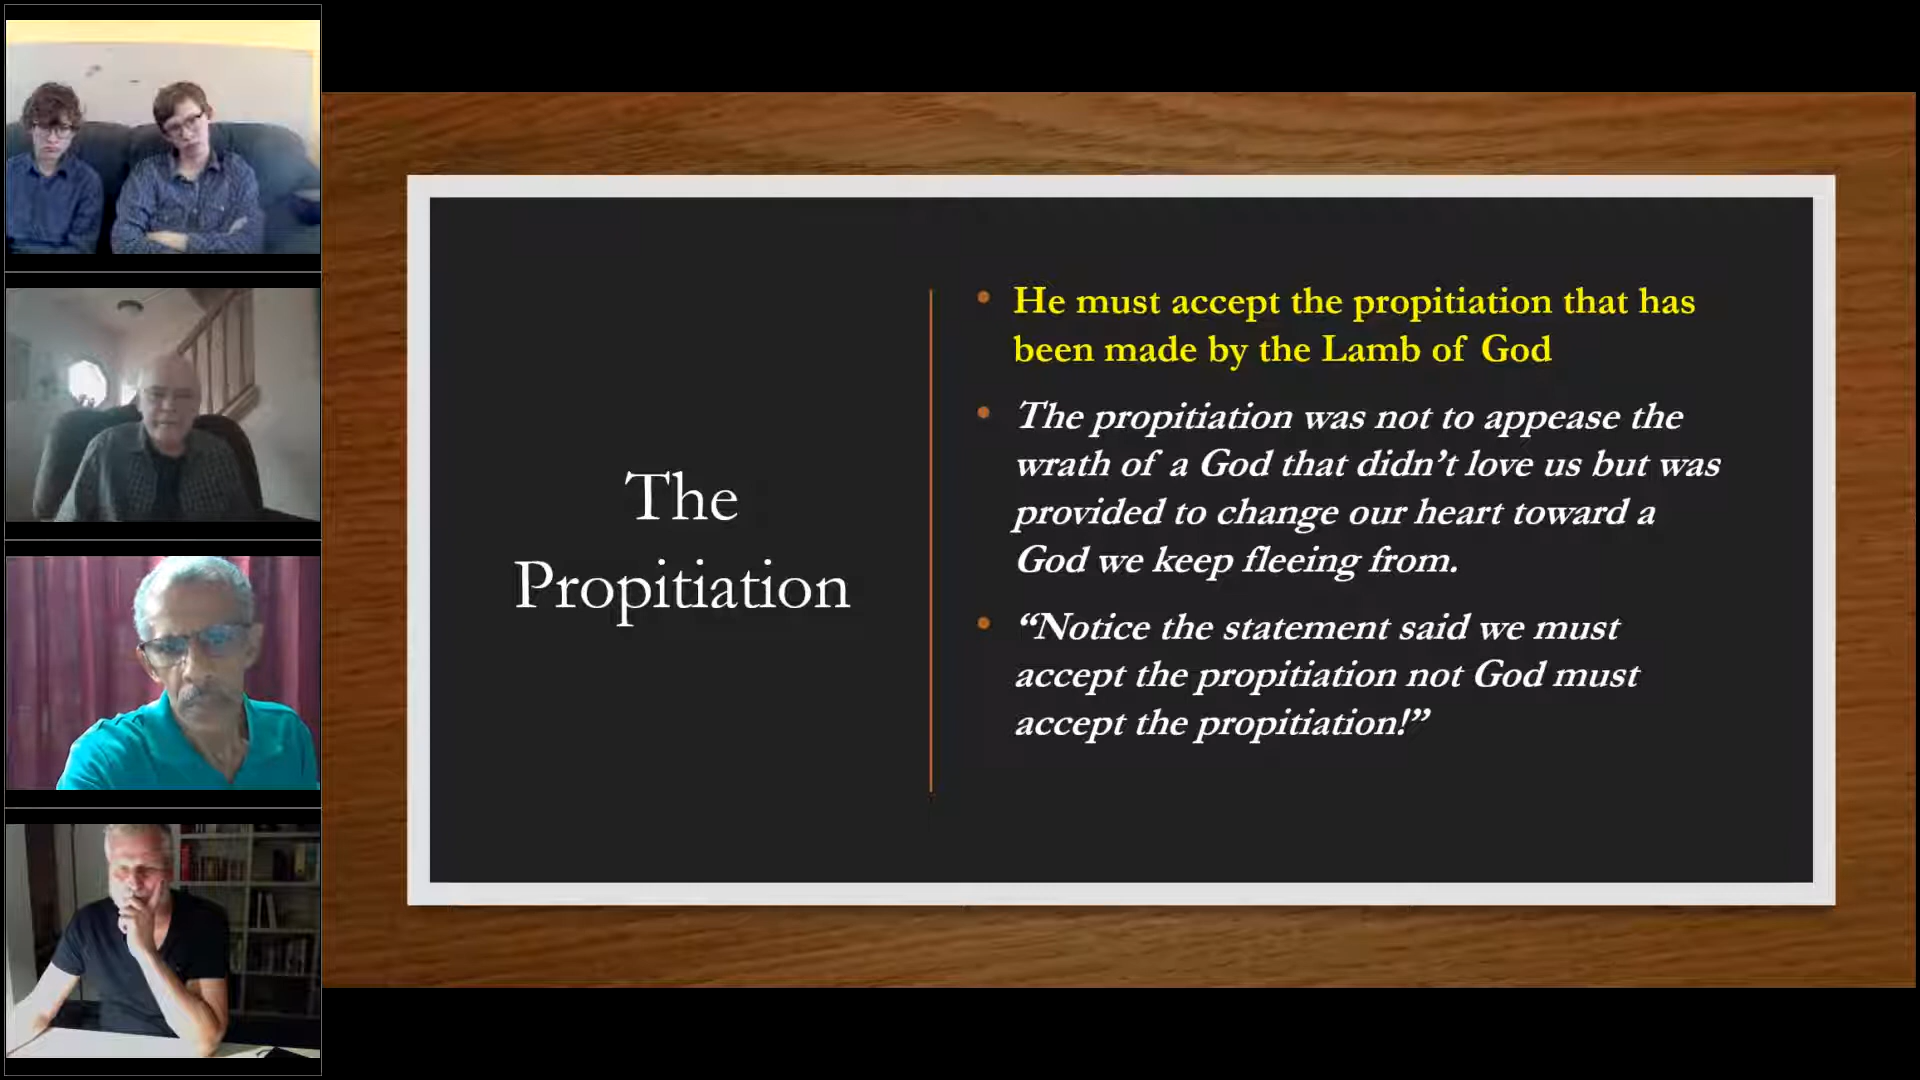 The
Propitiation
• He must accept the propitiation that has
been made by the Lamb of God
• The propitiation was not to appease the
wrath of a God that didn’t love us but was
provided to change our heart toward a
God we keep fleeing from.
• “Notice the statement said we must
accept the propitiation not God must
accept the propitiation!”